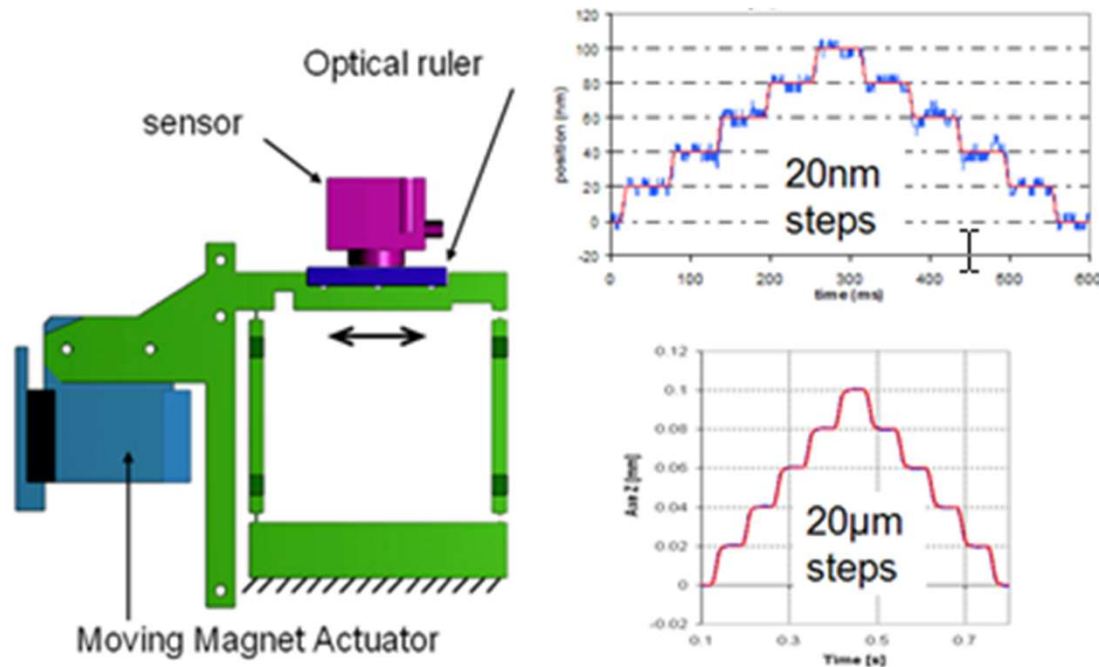 Optical ruler
sensor
Moving Magnet Actuator
120
100
80
60
40
20
0
-20
position (nm)
20nm
steps
0 100 200 300 400 500 600
time (ms)
0.12
0.1
0.08
0.06
0.04
0.02
0
-0.02
Axe Z [mm]
20µm
steps
0.1 0.3 0.5 0.7
Time [s]